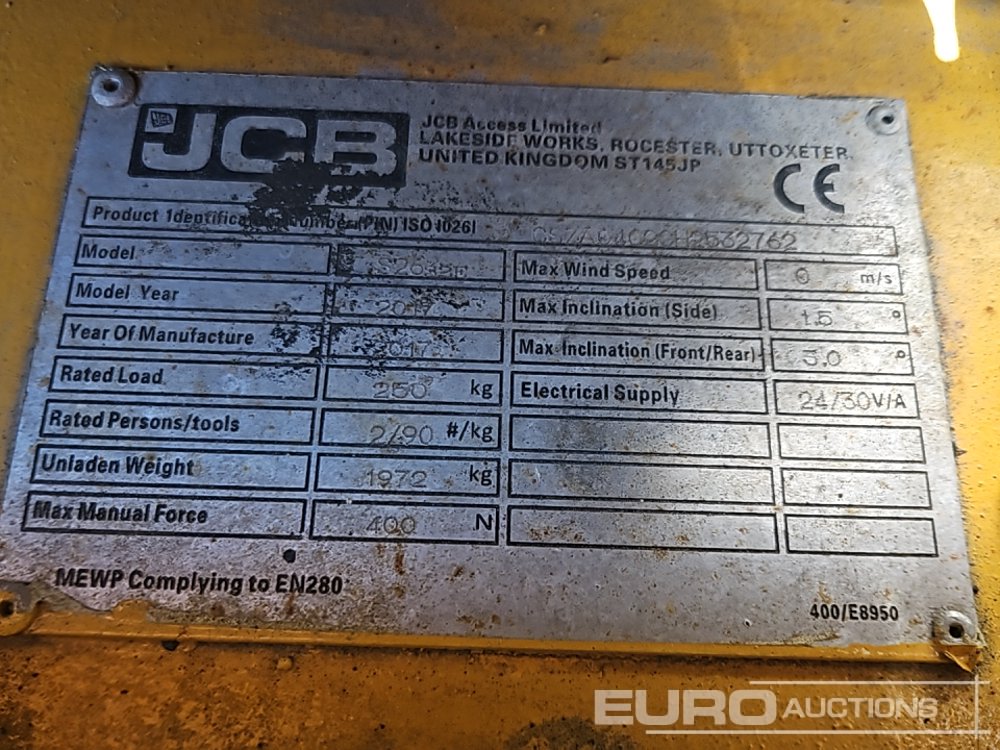 JCB
JCB Access Limited
LAKESIDE WORKS, ROCESTER, UTTOXETER,
UNITED KINGDOM ST145JP
CE
Product Identification Number (PIN) ISO 10261
Model
Max Wind Speed 0 m/s
Model Year 2017 Max Inclination (Side) 1.5 °
Year Of Manufacture 2017 Max Inclination (Front/Rear) 3.0 °
Rated Load 250 kg Electrical Supply 24/30V/A
Rated Persons/tools 2/90 #/kg
Unladen Weight 1972 kg
Max Manual Force 400 N
MEWP Complying to EN280
400/E8950
EURO AUCTIONS